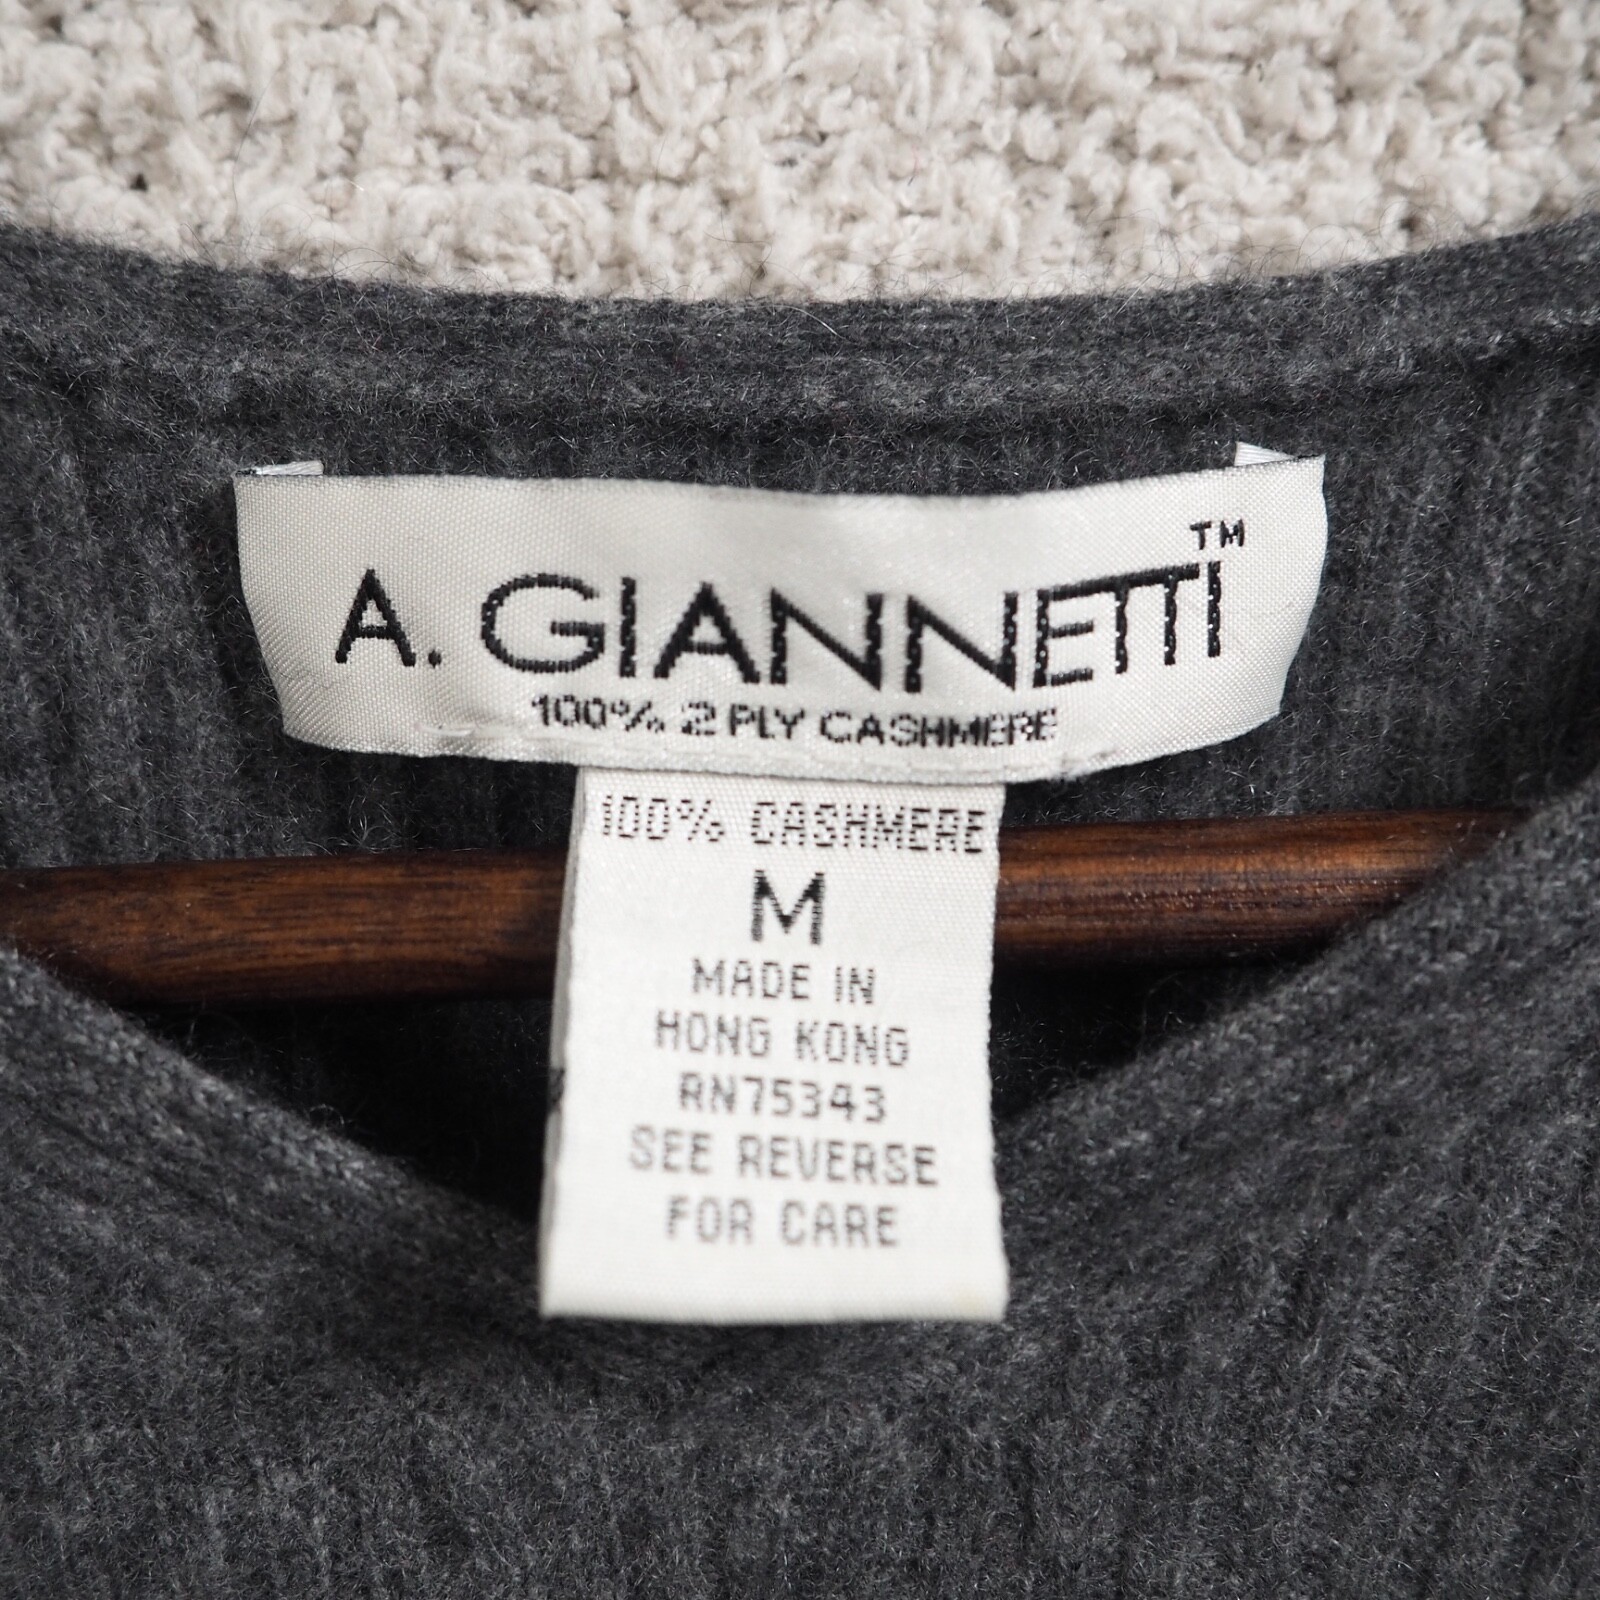 A. GIANNETTI™
100% 2 PLY CASHMERE
100% CASHMERE
M
MADE IN
HONG KONG
RN75343
SEE REVERSE
FOR CARE